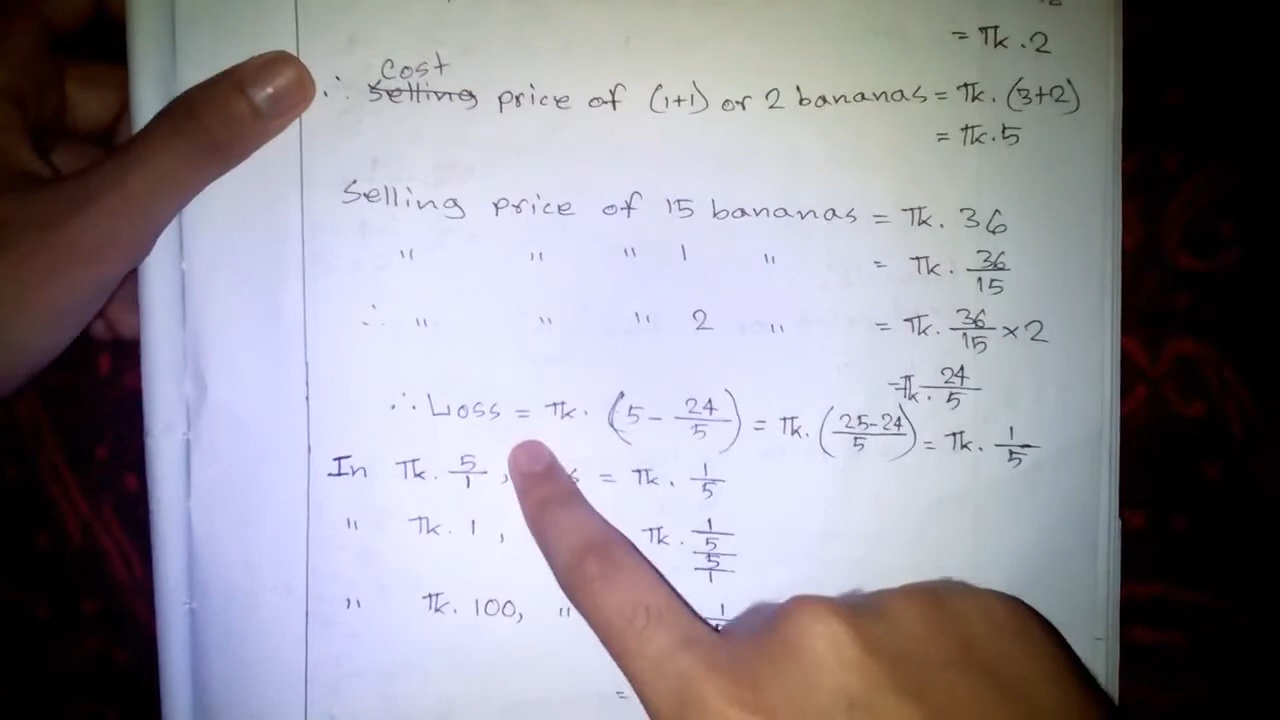 = Tk. 2
cost
∴ selling price of (1+1) or 2 bananas = Tk. (3+2)
= Tk. 5
Selling price of 15 bananas = Tk. 36
" " " 1 " = Tk. 36/15
∴ " " " 2 " = Tk. 36/15 × 2
= Tk. 24/5
∴ Loss = Tk. (5 - 24/5) = Tk. (25-24/5) = Tk. 1/5
In Tk. 5/1, = Tk. 1/5
" Tk. 1, Tk. 1/5/5/1
" Tk. 100, "
=